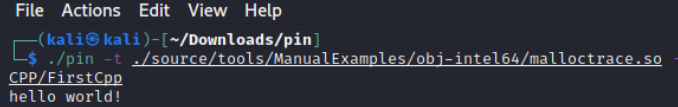 File Actions Edit View Help
┌──(kali㉿kali)-[~/Downloads/pin]
└─$ ./pin -t ./source/tools/ManualExamples/obj-intel64/malloctrace.so -
CPP/FirstCpp
hello world!